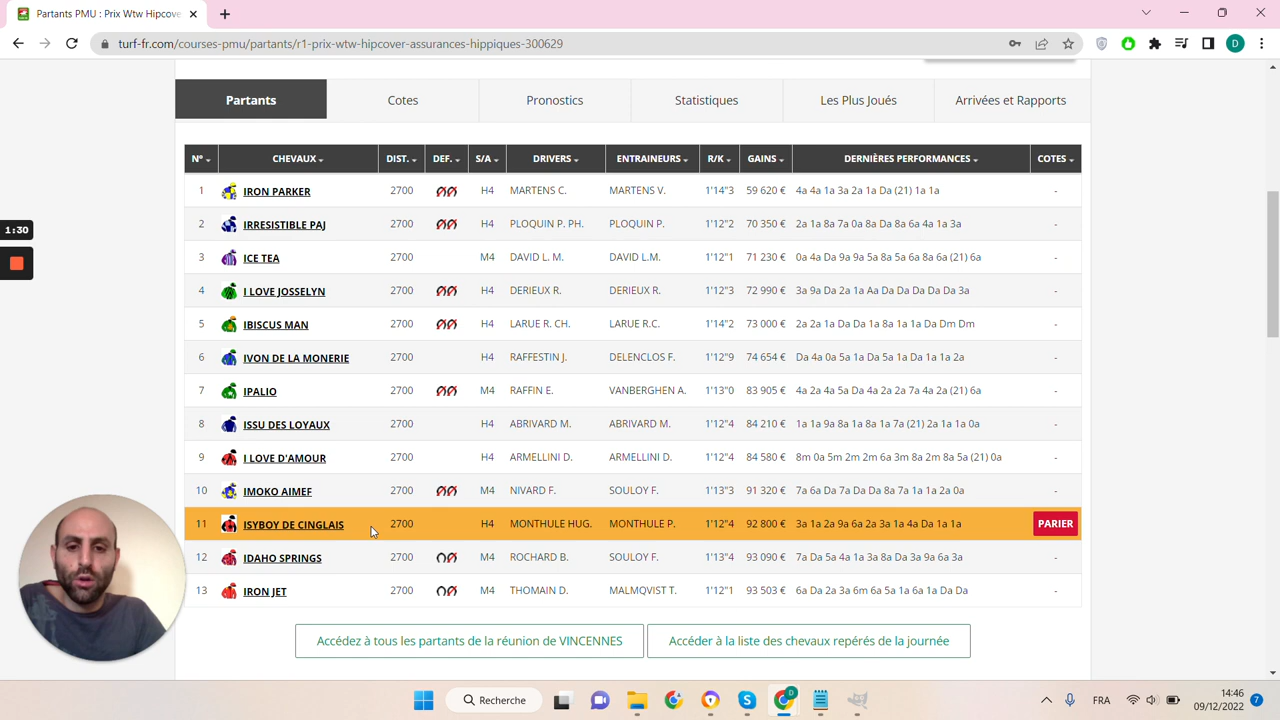 Partants PMU : Prix Wtw Hipcove
turf-fr.com/courses-pmu/partants/r1-prix-wtw-hipcover-assurances-hippiques-300629
Partants Cotes Pronostics Statistiques Les Plus Joués Arrivées et Rapports
N° CHEVAUX DIST. DEF. S/A DRIVERS ENTRAINEURS R/K GAINS DERNIÈRES PERFORMANCES COTES
1 IRON PARKER 2700 H4 MARTENS C. MARTENS V. 1'14"3 59 620 € 4a 4a 1a 3a 2a 1a Da (21) 1a 1a -
2 IRRESISTIBLE PAJ 2700 H4 PLOQUIN P. PH. PLOQUIN P. 1'12"2 70 350 € 2a 1a 8a 7a 0a 8a Da 8a 6a 4a 1a 3a -
1:30
3 ICE TEA 2700 M4 DAVID L. M. DAVID L.M. 1'12"1 71 230 € 0a 4a Da 9a 9a 5a 8a 5a 6a 8a 6a (21) 6a -
4 I LOVE JOSSELYN 2700 H4 DERIEUX R. DERIEUX R. 1'12"3 72 990 € 3a 9a Da 2a 1a Aa Da Da Da Da Da 3a -
5 IBISCUS MAN 2700 H4 LARUE R. CH. LARUE R.C. 1'14"2 73 000 € 2a 2a 1a Da Da 1a 8a 1a 1a Da Dm Dm -
6 IVON DE LA MONERIE 2700 H4 RAFFESTIN J. DELENCLOS F. 1'12"9 74 654 € Da 4a 0a 5a 1a Da 5a 1a Da 1a 1a 2a -
7 IPALIO 2700 M4 RAFFIN E. VANBERGHEN A. 1'13"0 83 905 € 4a 2a 4a 5a Da 4a 2a 2a 7a 4a 2a (21) 6a -
8 ISSU DES LOYAUX 2700 H4 ABRIVARD M. ABRIVARD M. 1'12"4 84 210 € 1a 1a 9a 8a 1a 8a 1a 7a (21) 2a 1a 1a 0a -
9 I LOVE D'AMOUR 2700 H4 ARMELLINI D. ARMELLINI D. 1'12"4 84 580 € 8m 0a 5m 2m 2m 6a 3m 8a 2m 8a 5a (21) 0a -
10 IMOKO AIMEF 2700 M4 NIVARD F. SOULOY F. 1'13"3 91 320 € 7a 6a Da 7a Da Da 8a 7a 1a 1a 2a 0a -
11 ISYBOY DE CINGLAIS 2700 H4 MONTHULE HUG. MONTHULE P. 1'12"4 92 800 € 3a 1a 2a 9a 6a 2a 3a 1a 4a Da 1a 1a PARIER
12 IDAHO SPRINGS 2700 M4 ROCHARD B. SOULOY F. 1'13"4 93 090 € 7a Da 5a 4a 1a 3a 8a Da 3a 9a 6a 3a -
13 IRON JET 2700 M4 THOMAIN D. MALMQVIST T. 1'12"1 93 503 € 6a Da 2a 3a 6m 6a 5a 1a 6a 1a Da Da -
Accédez à tous les partants de la réunion de VINCENNES Accéder à la liste des chevaux repérés de la journée
Recherche FRA 14:46
09/12/2022 7